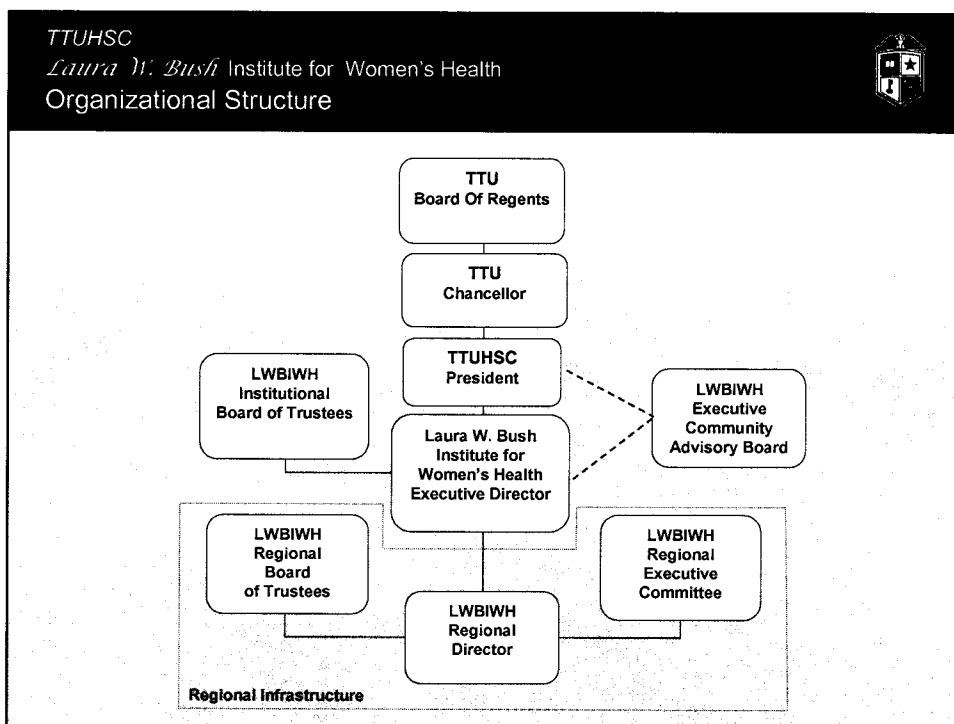 TTUHSC
Laura W. Bush Institute for Women's Health
Organizational Structure
TTU
Board Of Regents
TTU
Chancellor
TTUHSC
President
LWBIWH
Institutional
Board of Trustees
LWBIWH
Executive
Community
Advisory Board
Laura W. Bush
Institute for
Women's Health
Executive Director
LWBIWH
Regional
Board
of Trustees
LWBIWH
Regional
Executive
Committee
LWBIWH
Regional
Director
Regional Infrastructure